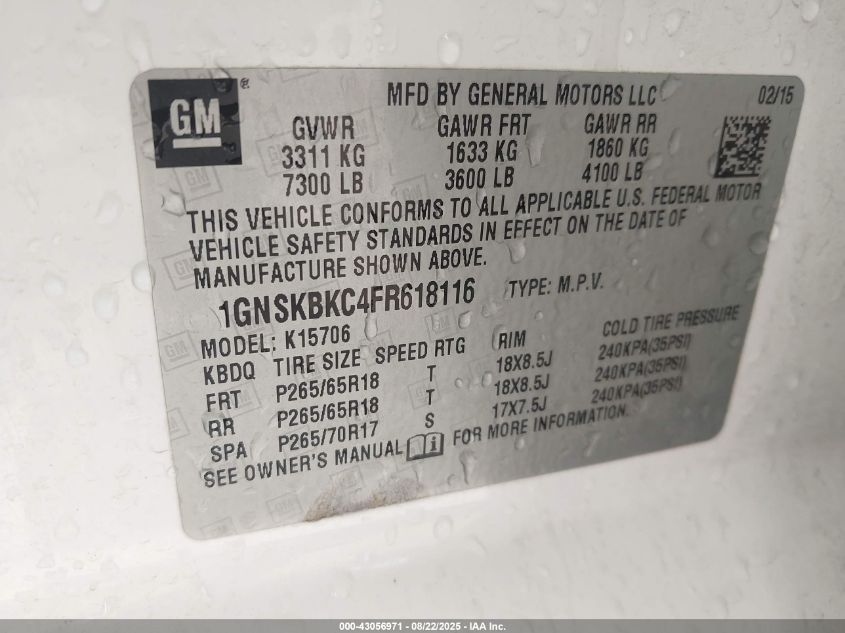 GM ®
MFD BY GENERAL MOTORS LLC 02/15
GVWR GAWR FRT GAWR RR
3311 KG 1633 KG 1860 KG
7300 LB 3600 LB 4100 LB
THIS VEHICLE CONFORMS TO ALL APPLICABLE U.S. FEDERAL MOTOR
VEHICLE SAFETY STANDARDS IN EFFECT ON THE DATE OF
MANUFACTURE SHOWN ABOVE.
1GNSKBKC4FR618116 TYPE: M.P.V.
MODEL: K15706
KBDQ TIRE SIZE SPEED RTG RIM COLD TIRE PRESSURE
FRT P265/65R18 T 18X8.5J 240KPA(35PSI)
RR P265/65R18 T 18X8.5J 240KPA(35PSI)
SPA P265/70R17 S 17X7.5J 240KPA(35PSI)
SEE OWNER'S MANUAL FOR MORE INFORMATION.
000-43056971 - 08/22/2025 - IAA Inc.